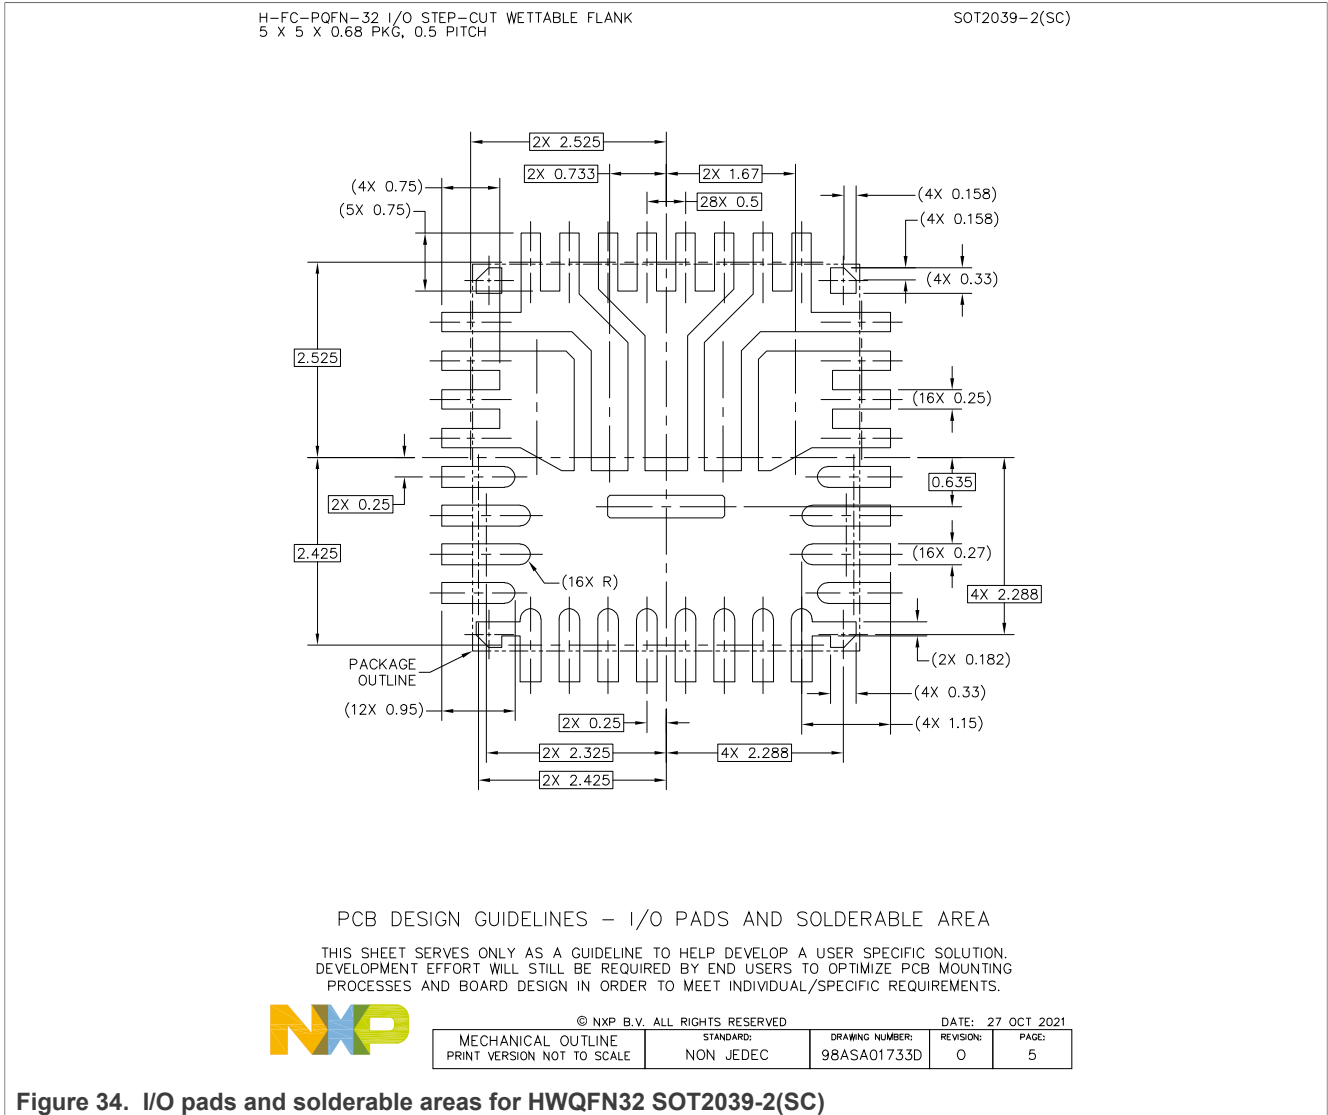 H-FC-PQFN-32 I/O STEP-CUT WETTABLE FLANK
5 X 5 X 0.68 PKG, 0.5 PITCH
SOT2039-2(SC)
2X 2.525
2X 0.733
2X 1.67
(4X 0.75)
(4X 0.158)
28X 0.5
(5X 0.75)
(4X 0.158)
(4X 0.33)
2.525
(16X 0.25)
0.635
2X 0.25
2.425
(16X 0.27)
(16X R)
4X 2.288
PACKAGE
OUTLINE
(2X 0.182)
(4X 0.33)
(12X 0.95)
2X 0.25
(4X 1.15)
2X 2.325
4X 2.288
2X 2.425
PCB DESIGN GUIDELINES - I/O PADS AND SOLDERABLE AREA
THIS SHEET SERVES ONLY AS A GUIDELINE TO HELP DEVELOP A USER SPECIFIC SOLUTION.
DEVELOPMENT EFFORT WILL STILL BE REQUIRED BY END USERS TO OPTIMIZE PCB MOUNTING
PROCESSES AND BOARD DESIGN IN ORDER TO MEET INDIVIDUAL/SPECIFIC REQUIREMENTS.
NXP
© NXP B.V. ALL RIGHTS RESERVED
DATE: 27 OCT 2021
MECHANICAL OUTLINE
PRINT VERSION NOT TO SCALE
STANDARD:
NON JEDEC
DRAWING NUMBER:
98ASA01733D
REVISION:
O
PAGE:
5
Figure 34. I/O pads and solderable areas for HWQFN32 SOT2039-2(SC)